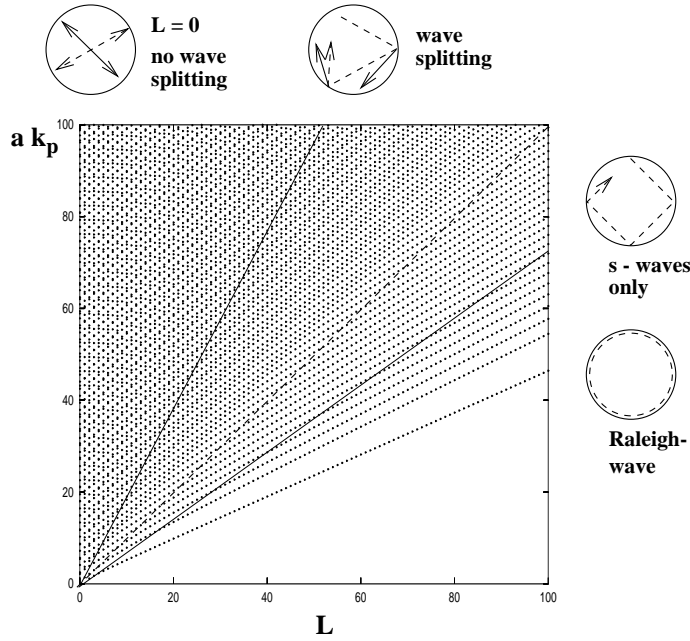 L = 0
no wave
splitting
wave
splitting
a kp
100
80
60
40
20
0
0
20
40
60
80
100
L
s - waves
only
Raleigh-
wave